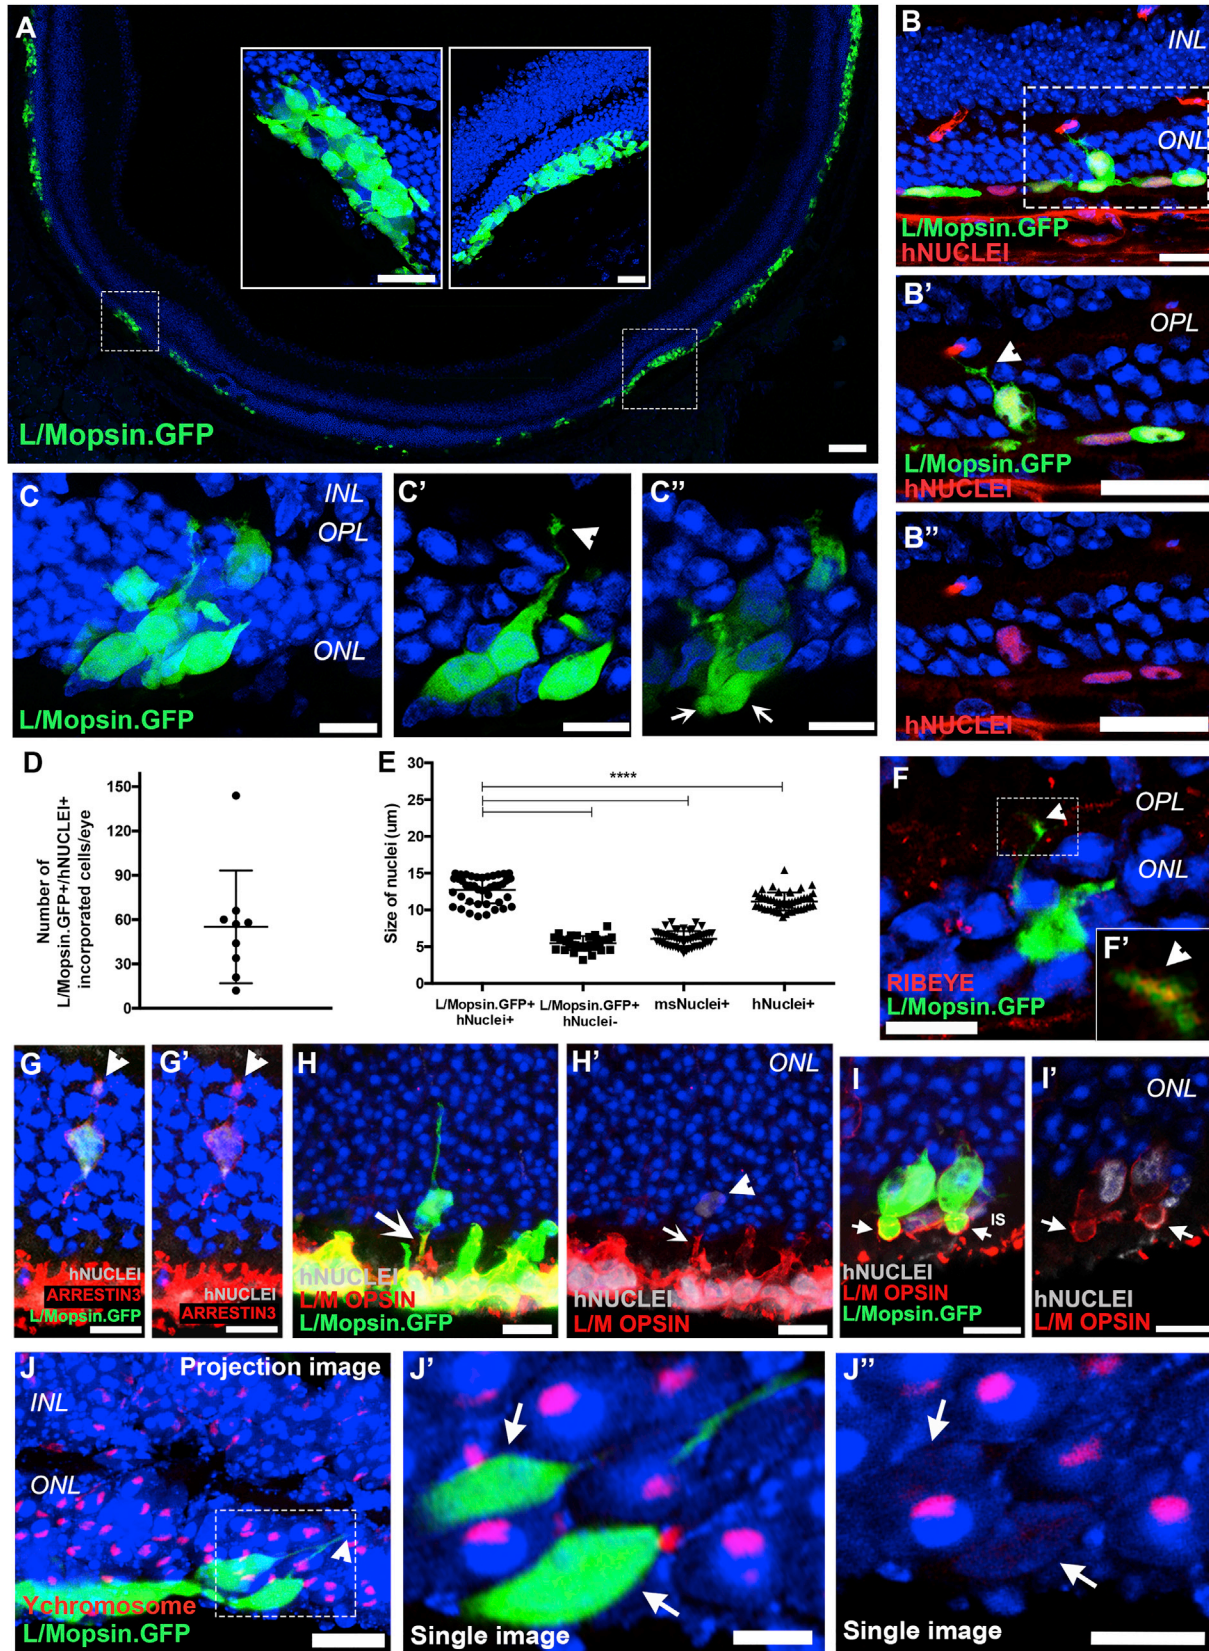 A
L/Mopsin.GFP
B
INL
ONL
L/Mopsin.GFP
hNUCLEI
B'
OPL
L/Mopsin.GFP
hNUCLEI
B''
hNUCLEI
C
INL
OPL
ONL
L/Mopsin.GFP
C'
C''
D
Number of
L/Mopsin.GFP+/hNUCLEI+
incorporated cells/eye
150
120
90
60
30
0
E
Size of nuclei (um)
30
25
20
15
10
5
0
****
L/Mopsin.GFP+
hNuclei+
L/Mopsin.GFP+
hNuclei-
msNuclei+
hNuclei+
F
OPL
ONL
RIBEYE
L/Mopsin.GFP
F'
G
hNUCLEI
ARRESTIN3
L/Mopsin.GFP
G'
hNUCLEI
ARRESTIN3
H
hNUCLEI
L/M OPSIN
L/Mopsin.GFP
H'
ONL
hNUCLEI
L/M OPSIN
I
IS
hNUCLEI
L/M OPSIN
L/Mopsin.GFP
I'
ONL
hNUCLEI
L/M OPSIN
J
Projection image
INL
ONL
Ychromosome
L/Mopsin.GFP
J'
Single image
J''
Single image